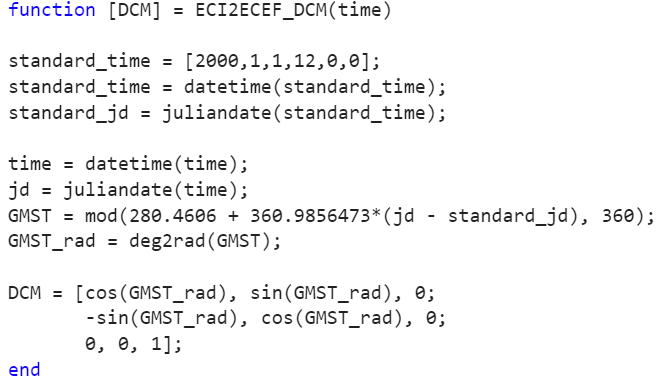 function [DCM] = ECI2ECEF_DCM(time)
standard_time = [2000,1,1,12,0,0];
standard_time = datetime(standard_time);
standard_jd = juliandate(standard_time);
time = datetime(time);
jd = juliandate(time);
GMST = mod(280.4606 + 360.9856473*(jd - standard_jd), 360);
GMST_rad = deg2rad(GMST);
DCM = [cos(GMST_rad), sin(GMST_rad), 0;
-sin(GMST_rad), cos(GMST_rad), 0;
0, 0, 1];
end